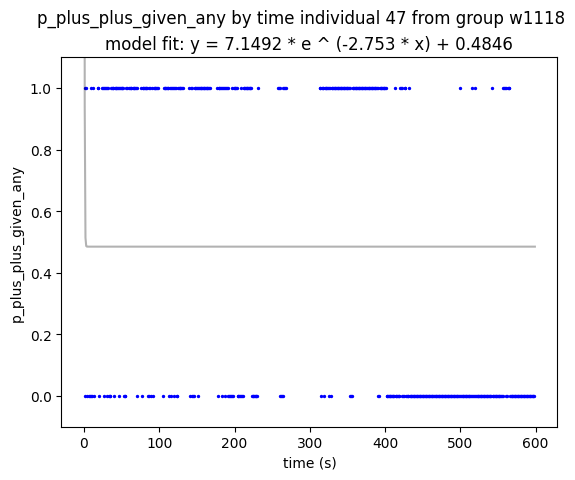 p_plus_plus_given_any by time individual 47 from group w1118
model fit: y = 7.1492 * e ^ (-2.753 * x) + 0.4846
p_plus_plus_given_any
1.0
0.8
0.6
0.4
0.2
0.0
0 100 200 300 400 500 600
time (s)